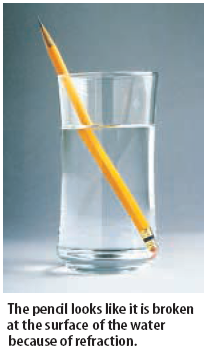 The pencil looks like it is broken
at the surface of the water
because of refraction.